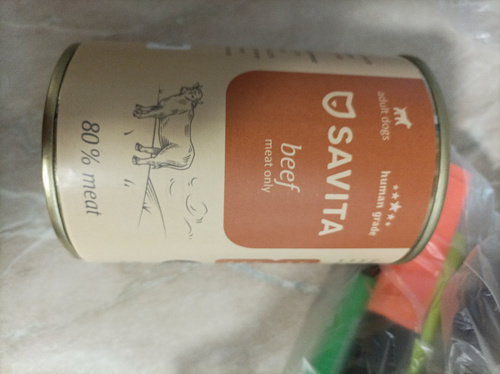 adult dogs
human grade
SAVITA
beef
meat only
80% meat